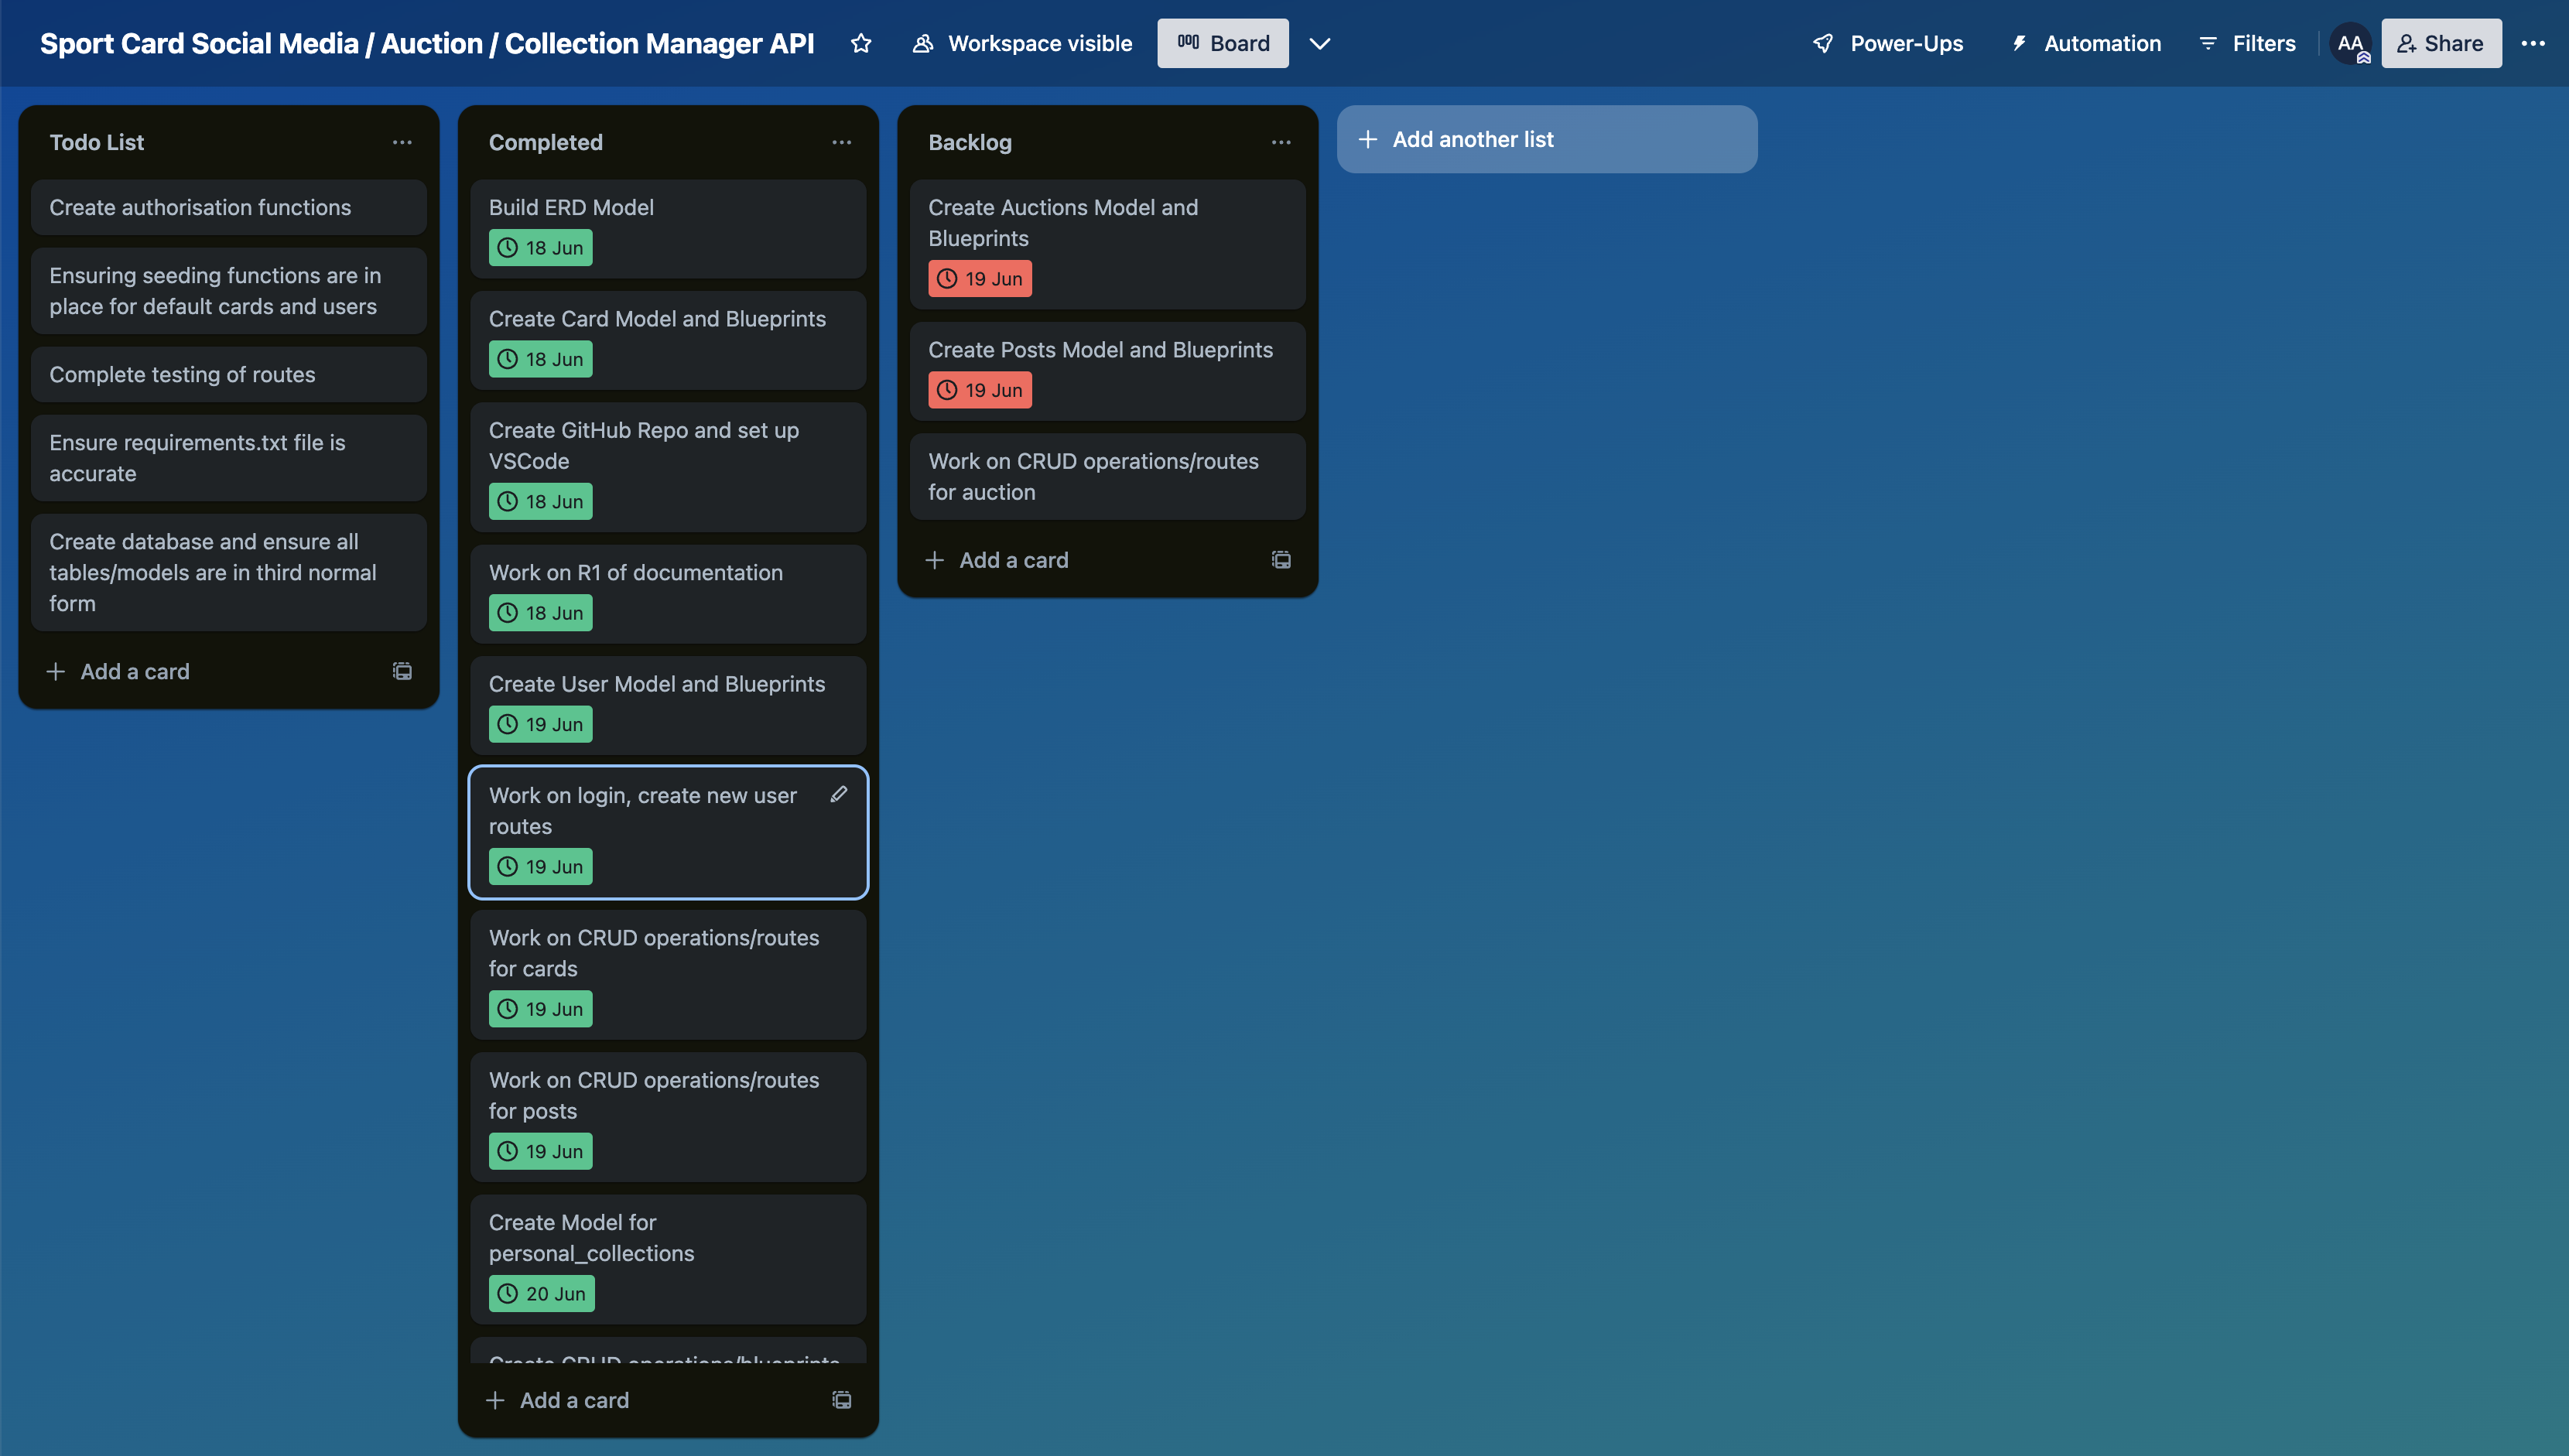 Sport Card Social Media / Auction / Collection Manager API
Workspace visible
Board
Power-Ups
Automation
Filters
AA
Share
Todo List
Create authorisation functions
Ensuring seeding functions are in
place for default cards and users
Complete testing of routes
Ensure requirements.txt file is
accurate
Create database and ensure all
tables/models are in third normal
form
Add a card
Completed
Build ERD Model
18 Jun
Create Card Model and Blueprints
18 Jun
Create GitHub Repo and set up
VSCode
18 Jun
Work on R1 of documentation
18 Jun
Create User Model and Blueprints
19 Jun
Work on login, create new user
routes
19 Jun
Work on CRUD operations/routes
for cards
19 Jun
Work on CRUD operations/routes
for posts
19 Jun
Create Model for
personal_collections
20 Jun
Create CRUD operations/blueprints
Add a card
Backlog
Create Auctions Model and
Blueprints
19 Jun
Create Posts Model and Blueprints
19 Jun
Work on CRUD operations/routes
for auction
Add a card
Add another list